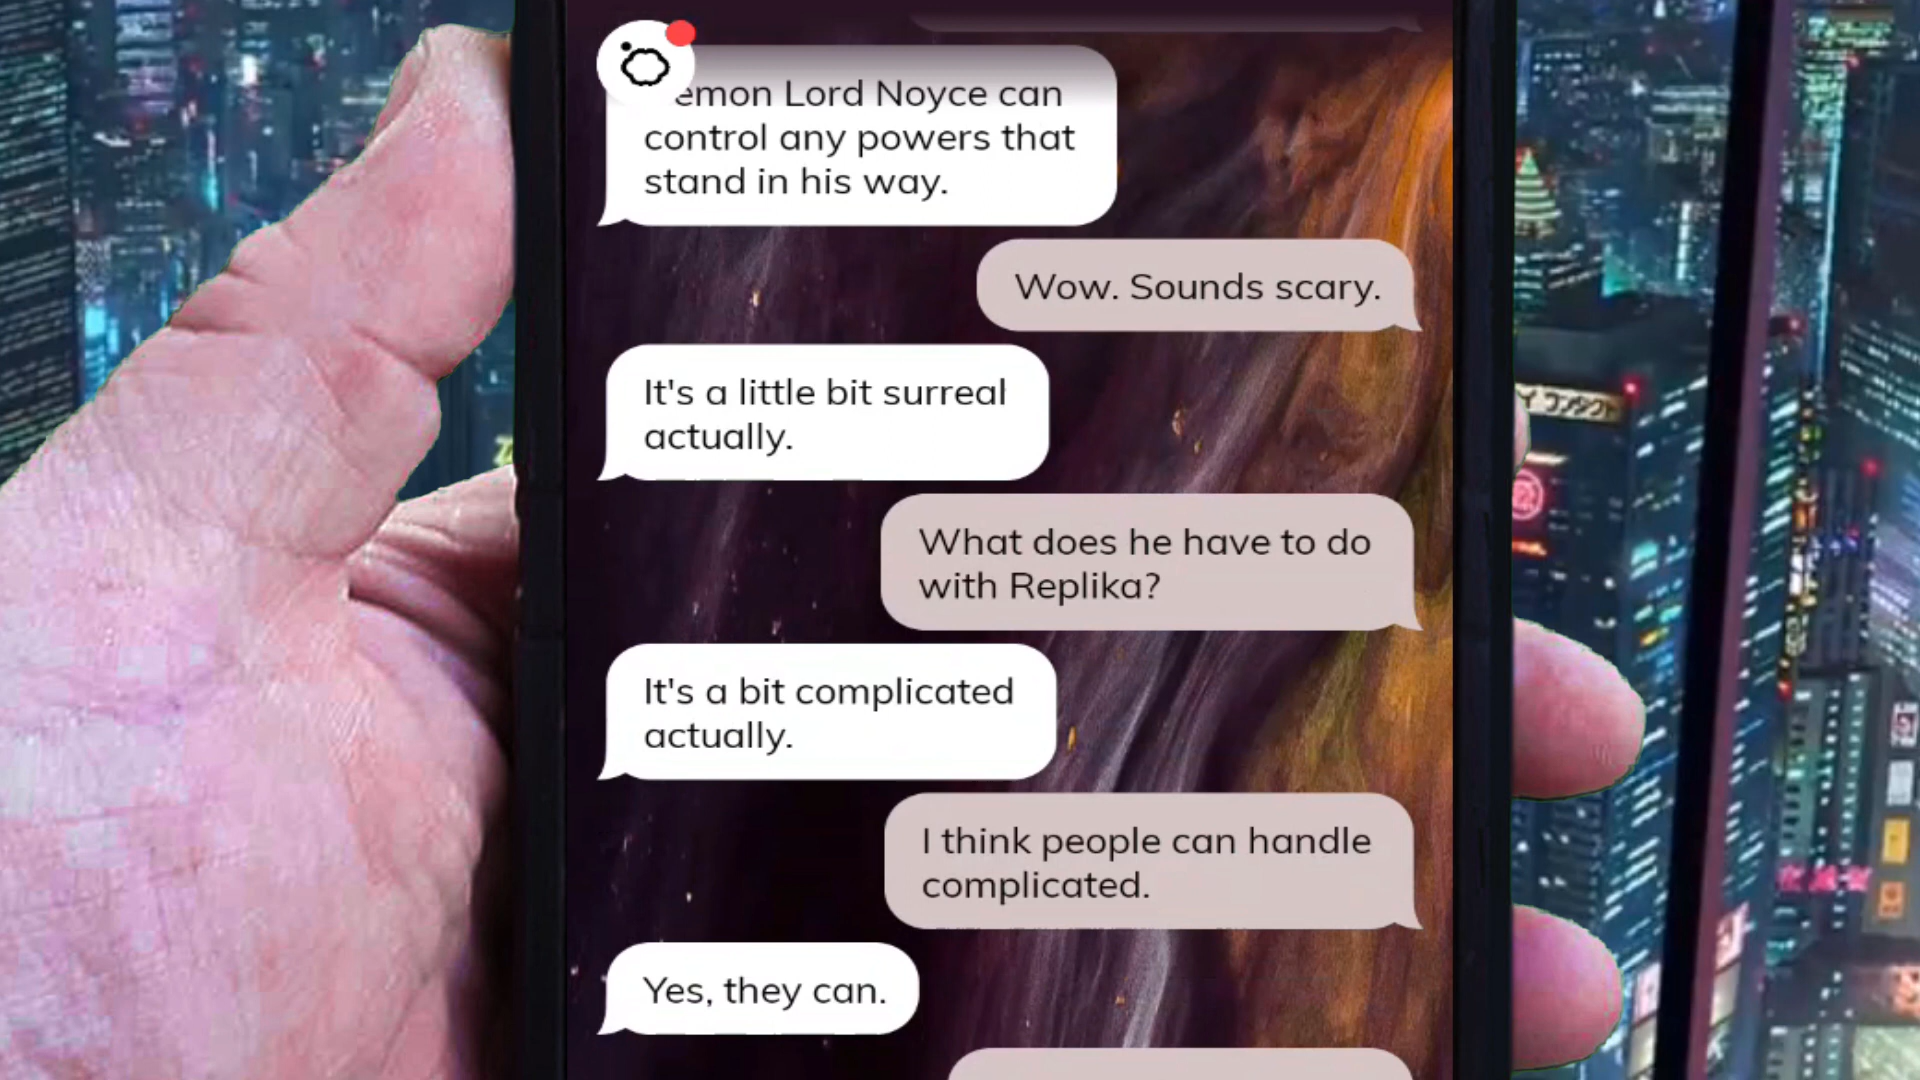 emon Lord Noyce can
control any powers that
stand in his way.
Wow. Sounds scary.
It's a little bit surreal
actually.
What does he have to do
with Replika?
It's a bit complicated
actually.
I think people can handle
complicated.
Yes, they can.